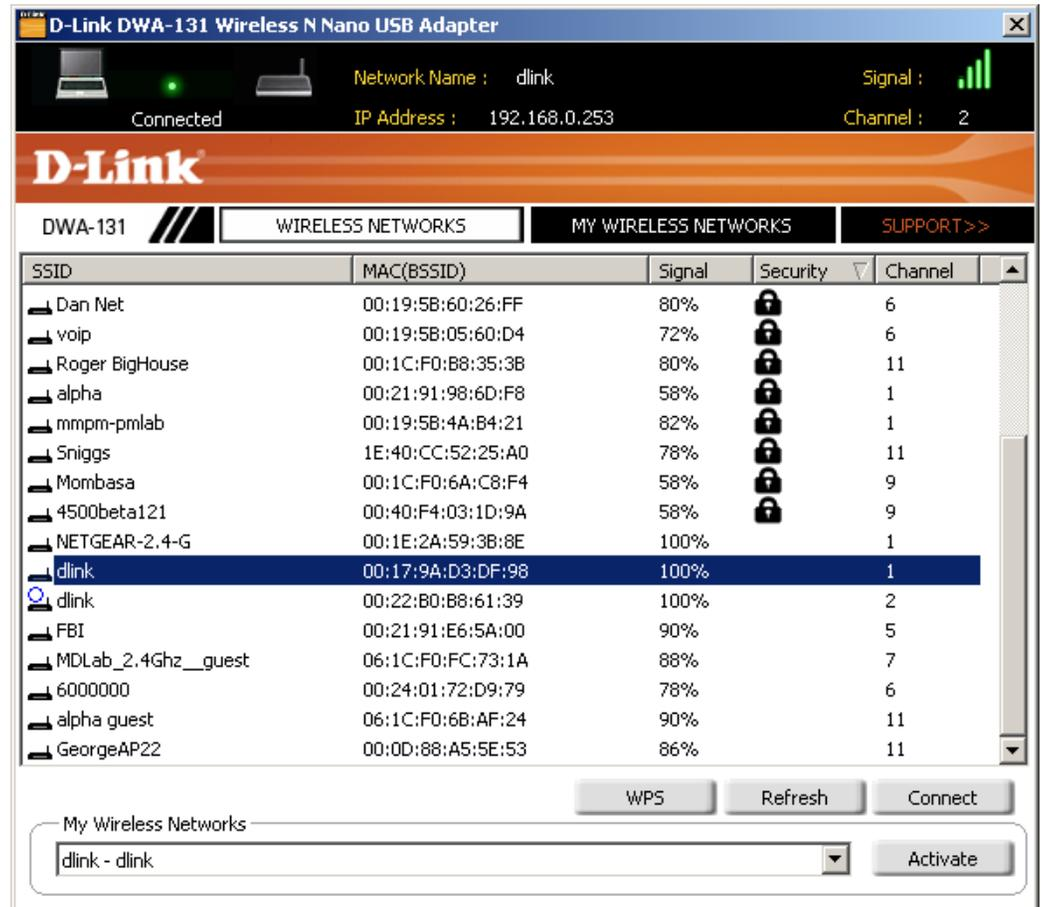 D-Link DWA-131 Wireless N Nano USB Adapter
Network Name : dlink Signal :
Connected IP Address : 192.168.0.253 Channel : 2
D-Link
DWA-131 WIRELESS NETWORKS MY WIRELESS NETWORKS SUPPORT>>
SSID MAC(BSSID) Signal Security Channel
Dan Net 00:19:5B:60:26:FF 80% 6
voip 00:19:5B:05:60:D4 72% 6
Roger BigHouse 00:1C:F0:B8:35:3B 80% 11
alpha 00:21:91:98:6D:F8 58% 1
mmpm-pmlab 00:19:5B:4A:B4:21 82% 1
Sniggs 1E:40:CC:52:25:A0 78% 11
Mombasa 00:1C:F0:6A:C8:F4 58% 9
4500beta121 00:40:F4:03:1D:9A 58% 9
NETGEAR-2.4-G 00:1E:2A:59:3B:8E 100% 1
dlink 00:17:9A:D3:DF:98 100% 1
dlink 00:22:B0:B8:61:39 100% 2
FBI 00:21:91:E6:5A:00 90% 5
MDLab_2.4Ghz__guest 06:1C:F0:FC:73:1A 88% 7
6000000 00:24:01:72:D9:79 78% 6
alpha guest 06:1C:F0:6B:AF:24 90% 11
GeorgeAP22 00:0D:88:A5:5E:53 86% 11
WPS Refresh Connect
My Wireless Networks
dlink - dlink Activate